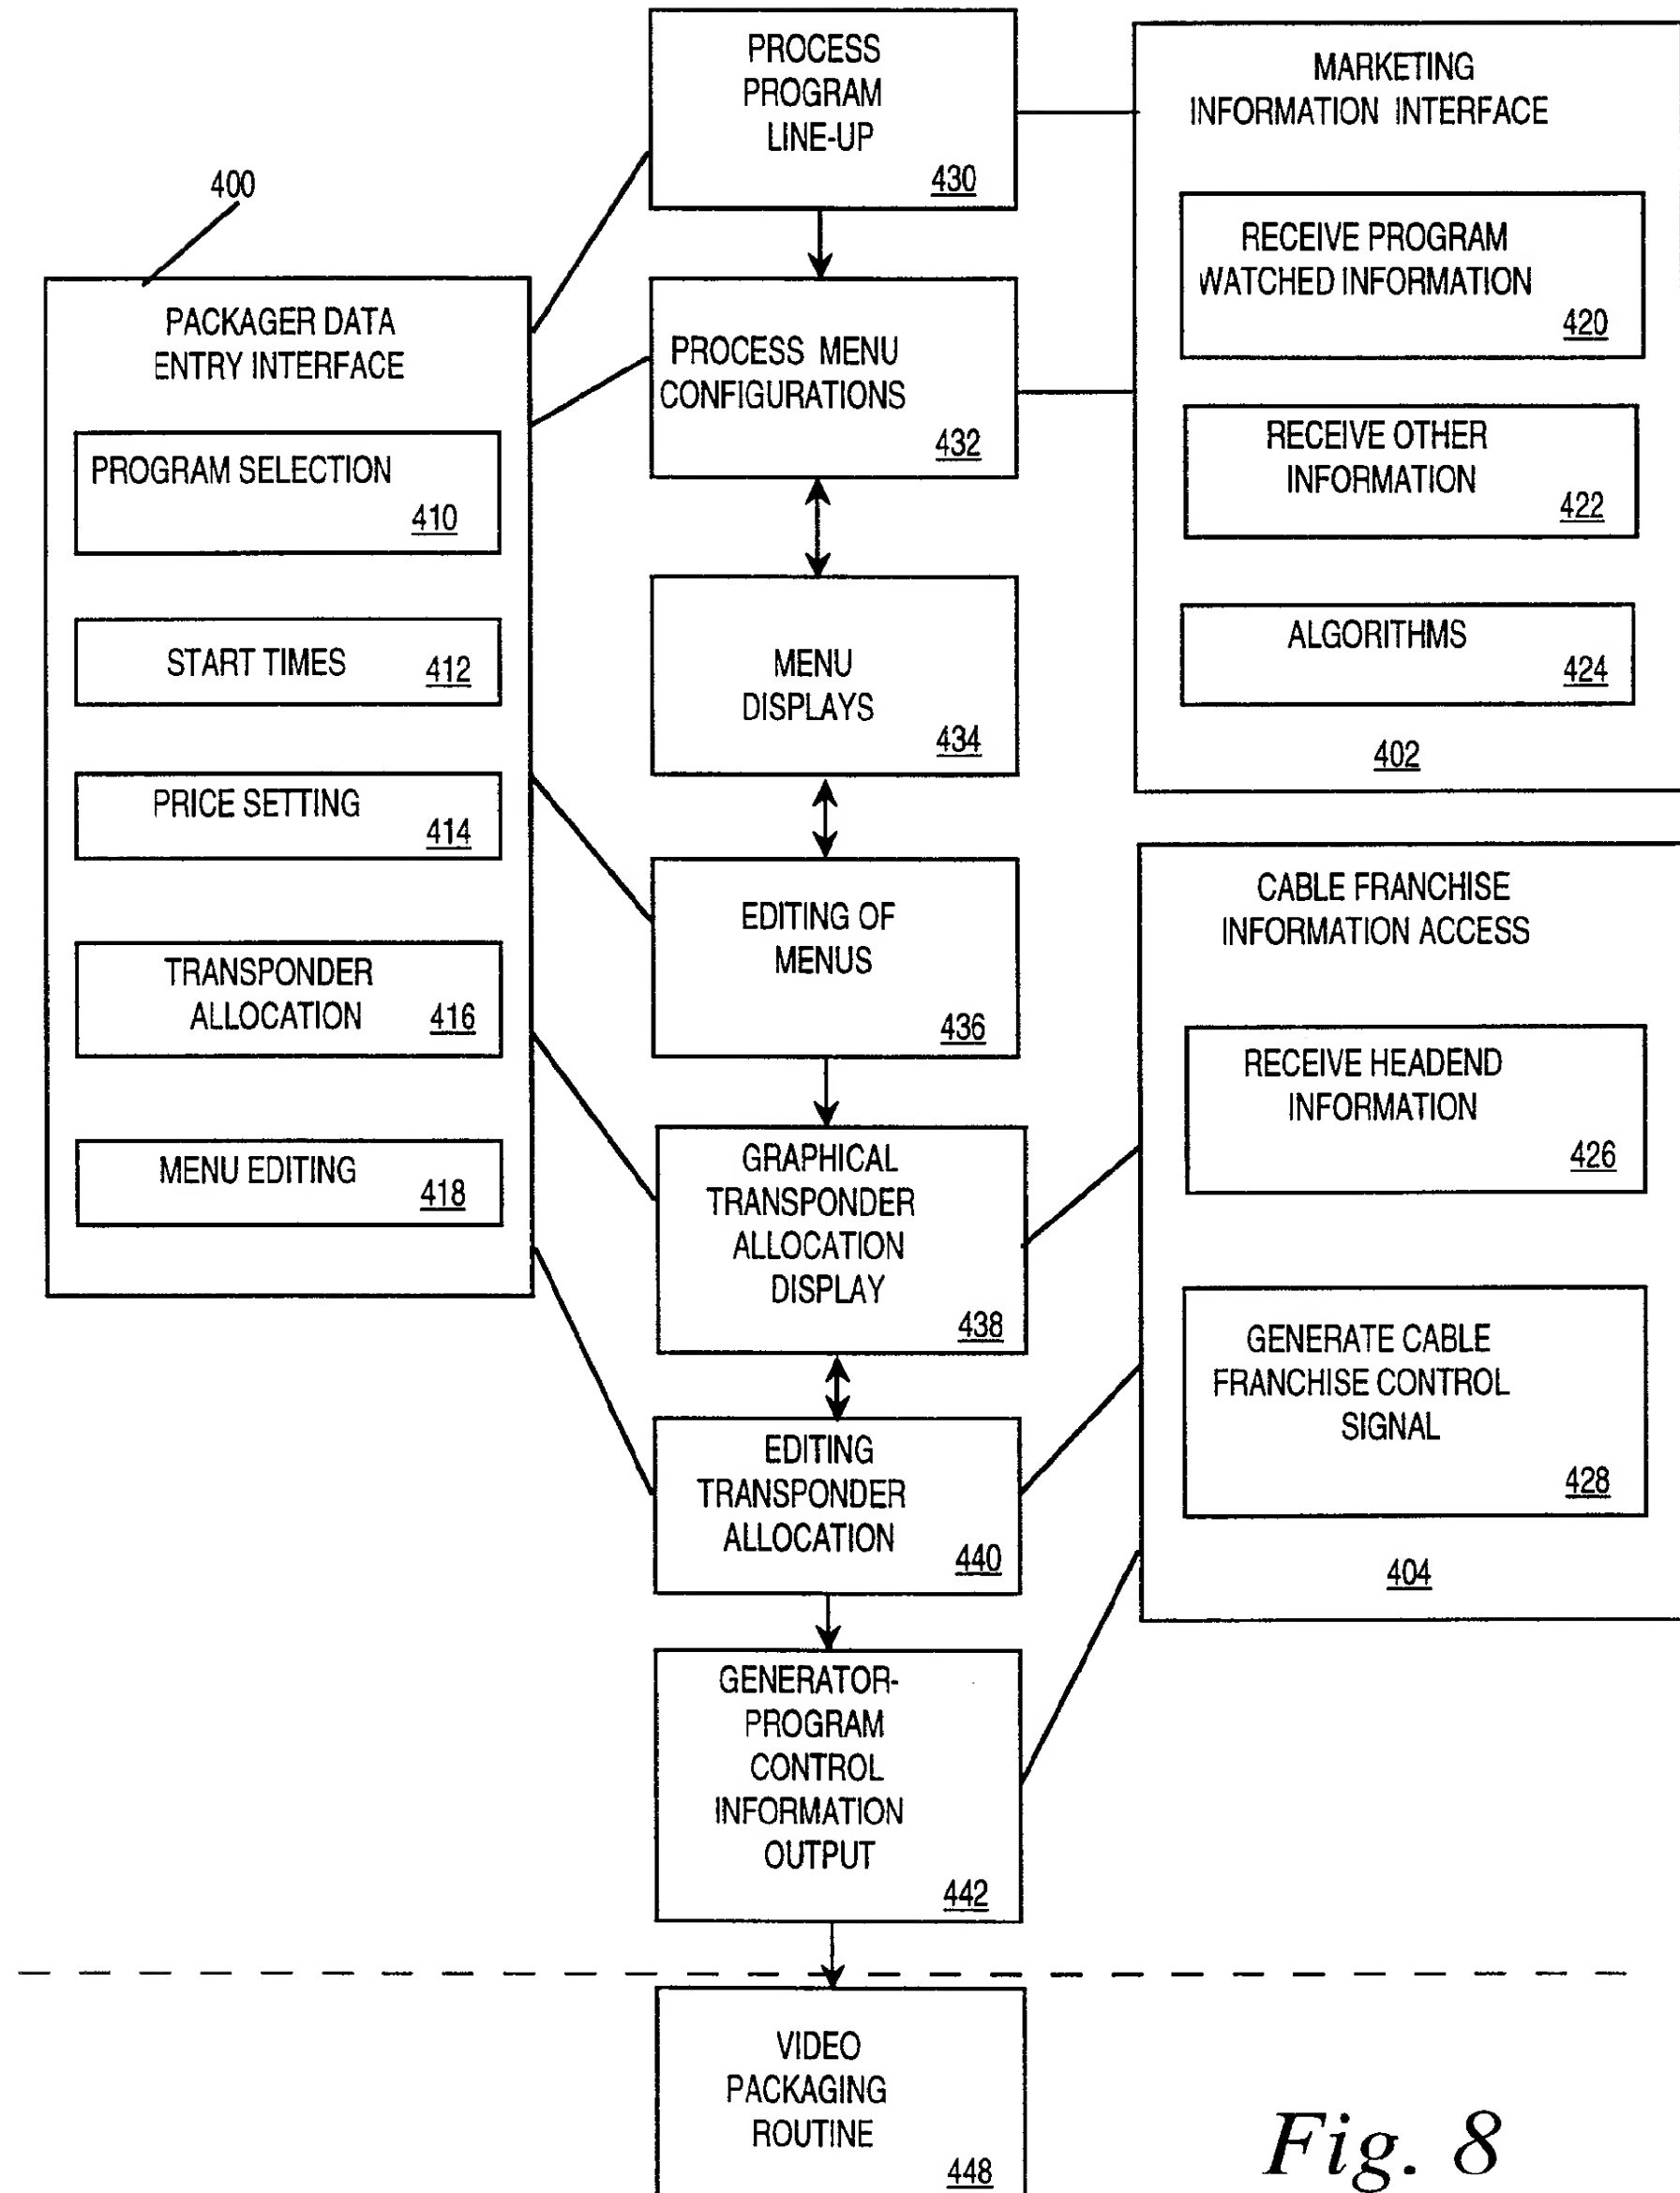 400
PACKAGER DATA
ENTRY INTERFACE
PROGRAM SELECTION
410
START TIMES 412
PRICE SETTING
414
TRANSPONDER
ALLOCATION 416
MENU EDITING
418
PROCESS
PROGRAM
LINE-UP
430
PROCESS MENU
CONFIGURATIONS
432
MENU
DISPLAYS
434
EDITING OF
MENUS
436
GRAPHICAL
TRANSPONDER
ALLOCATION
DISPLAY
438
EDITING
TRANSPONDER
ALLOCATION
440
GENERATOR-
PROGRAM
CONTROL
INFORMATION
OUTPUT
442
VIDEO
PACKAGING
ROUTINE
448
MARKETING
INFORMATION INTERFACE
RECEIVE PROGRAM
WATCHED INFORMATION
420
RECEIVE OTHER
INFORMATION
422
ALGORITHMS
424
402
CABLE FRANCHISE
INFORMATION ACCESS
RECEIVE HEADEND
INFORMATION
426
GENERATE CABLE
FRANCHISE CONTROL
SIGNAL
428
404
Fig. 8